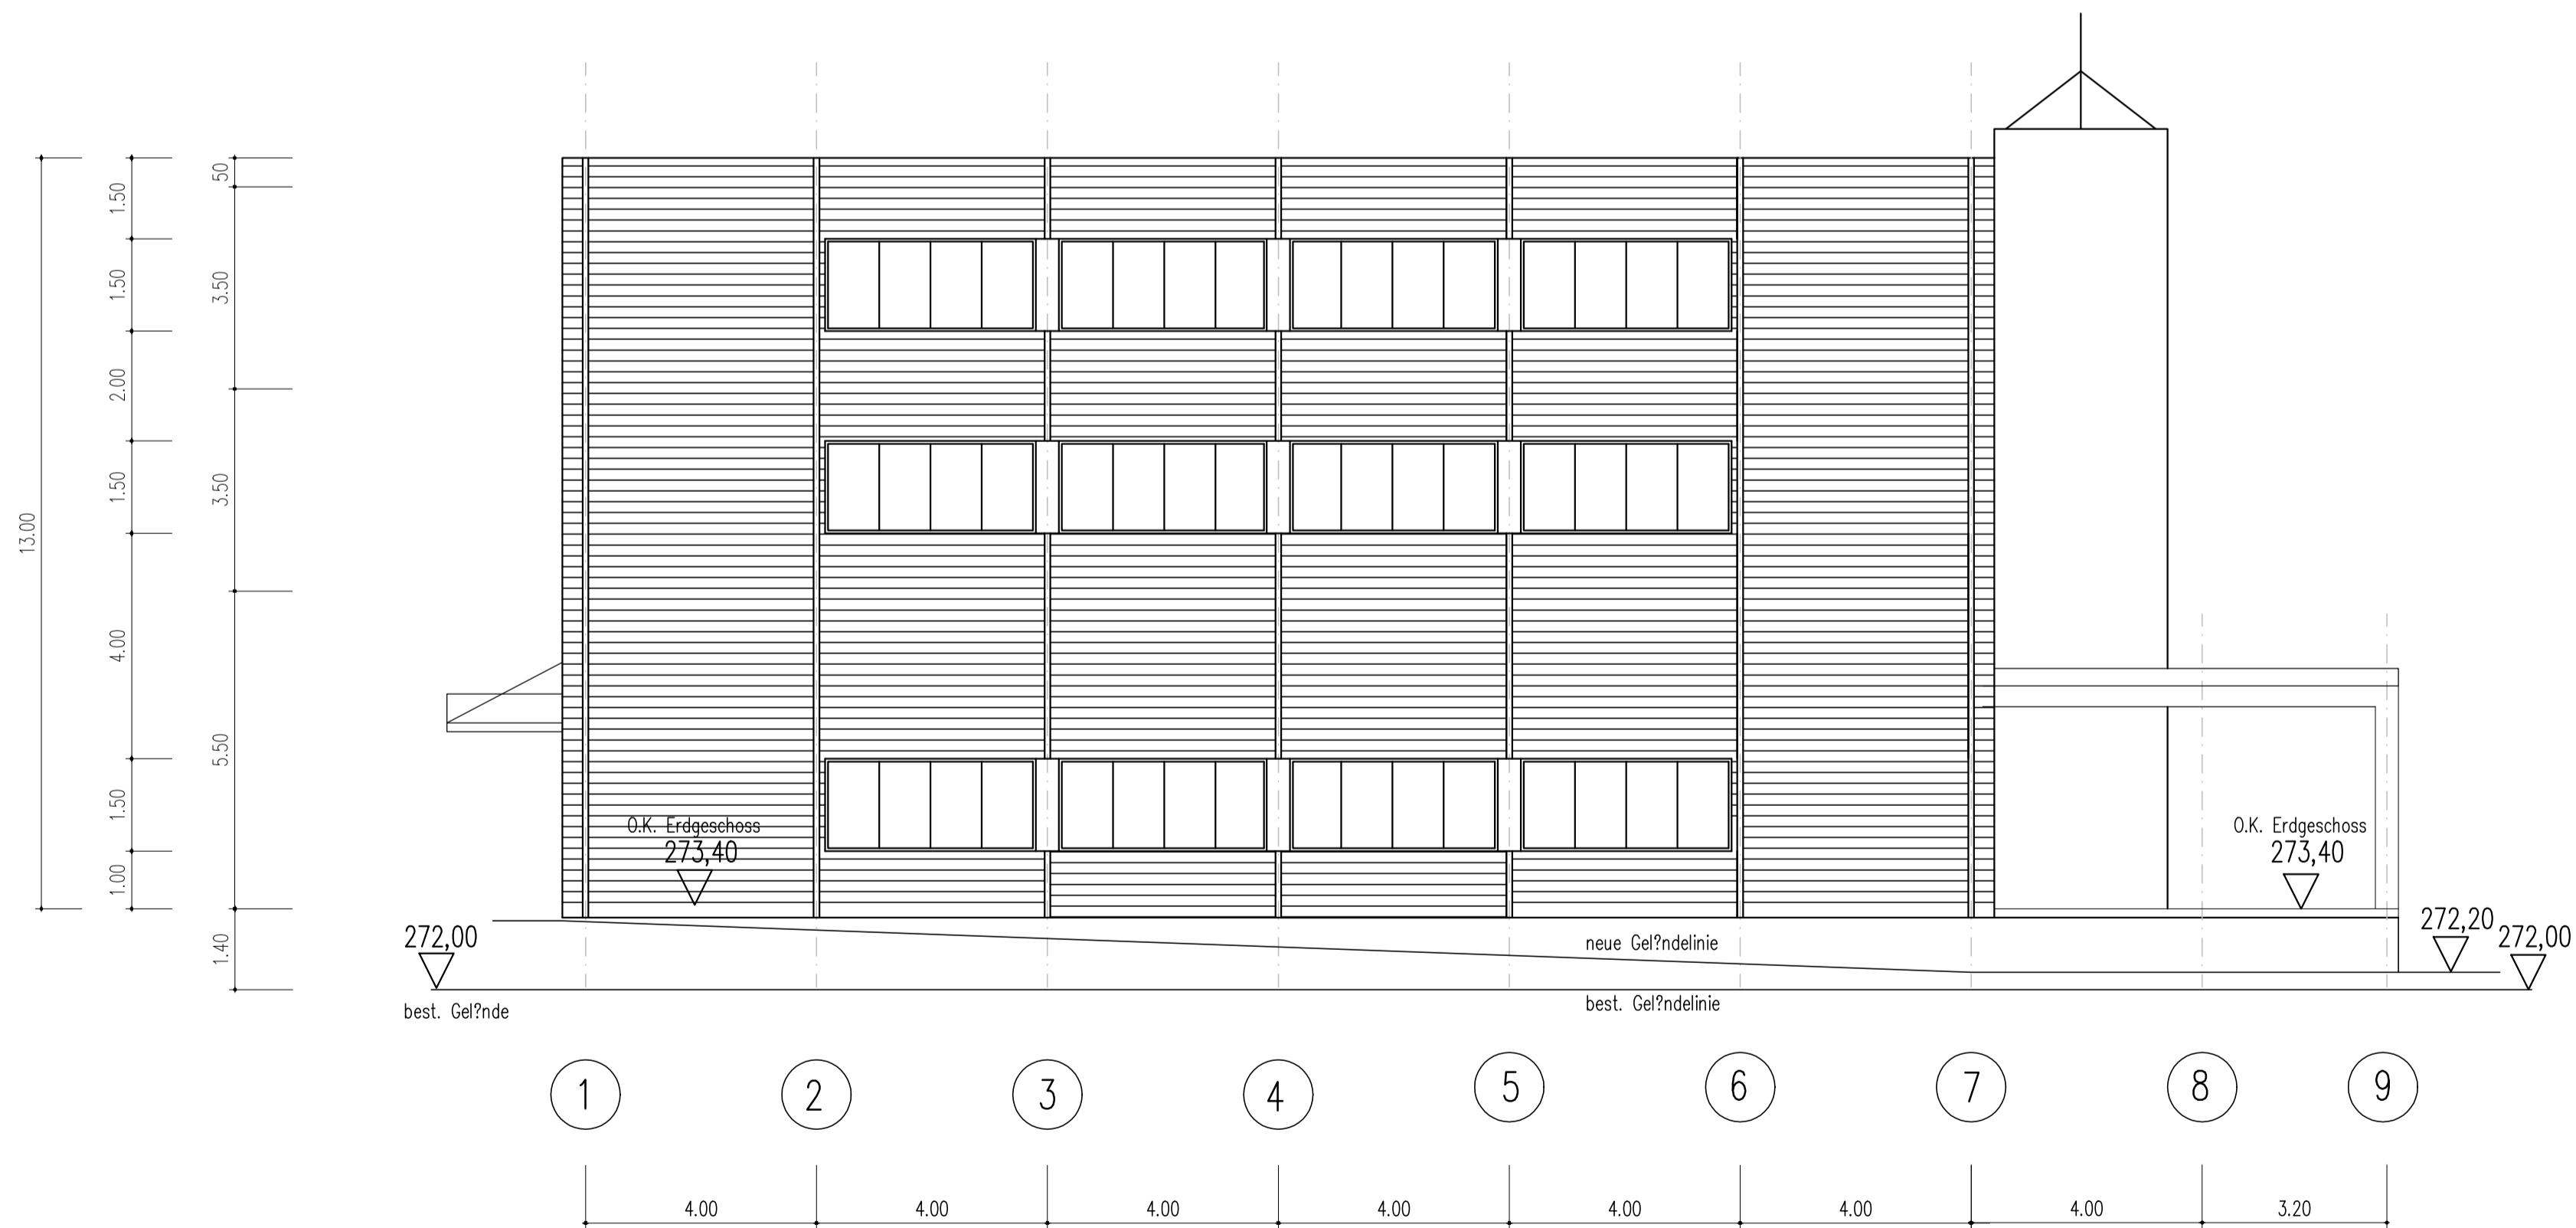 50
1.50
1.50
3.50
2.00
1.50
3.50
13.00
4.00
5.50
1.50
1.00
1.40
O.K. Erdgeschoss
273,40
O.K. Erdgeschoss
273,40
272,00
272,20
272,00
neue Gel?ndelinie
best. Gel?nde
best. Gel?ndelinie
1 2 3 4 5 6 7 8 9
4.00 4.00 4.00 4.00 4.00 4.00 4.00 3.20